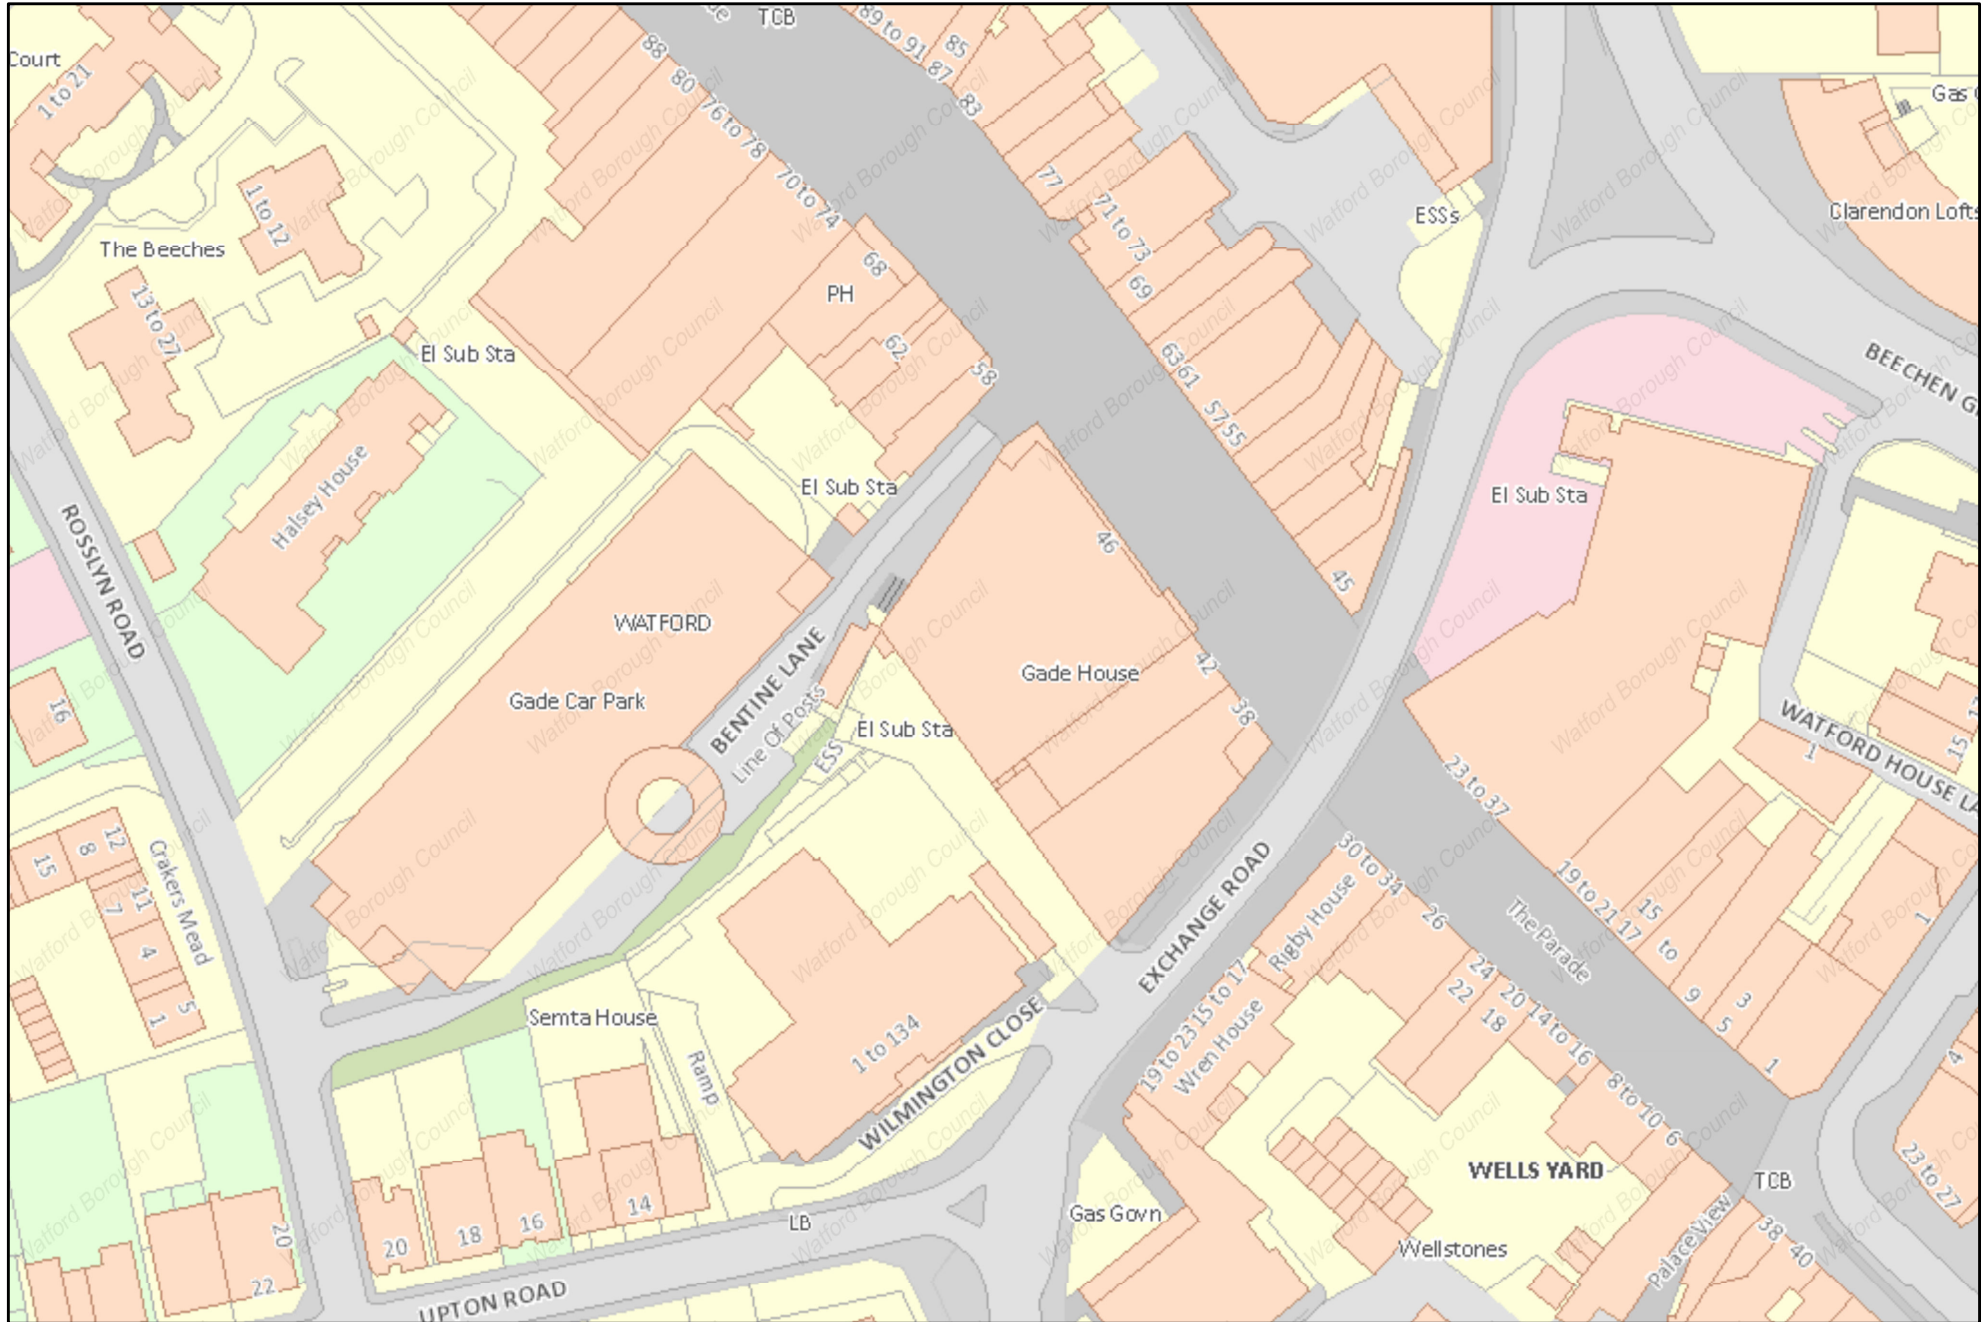 TCB
89 to 91
85
87
88
80
76 to 78
83
Court
1 to 21
Gas
1 to 12
70 to 74
77
71 to 73
ESSs
Clarendon Lofts
The Beeches
68
PH
69
13 to 27
62
El Sub Sta
58
63
61
BEECHEN
57
55
Halsey House
El Sub Sta
El Sub Sta
46
45
ROSSLYN ROAD
WATFORD
BENTINE LANE
Gade House
42
38
Gade Car Park
Line Of Posts
El Sub Sta
ESS
16
WATFORD HOUSE
15
1
23 to 37
12
8
15
11
7
4
5
1
Crakers Mead
EXCHANGE ROAD
30 to 34
26
Rigby House
The Parade
19 to 21
17
15
to
9
3
5
1
1
24
22
20
18
14 to 16
15 to 17
19 to 23
Wren House
Semta House
Ramp
1 to 134
WILMINGTON CLOSE
8 to 10
6
4
23 to 27
WELLS YARD
TCB
Gas Govn
LB
14
16
18
20
20
22
Wellstones
Palace View
38
40
UPTON ROAD
Watford Borough Council